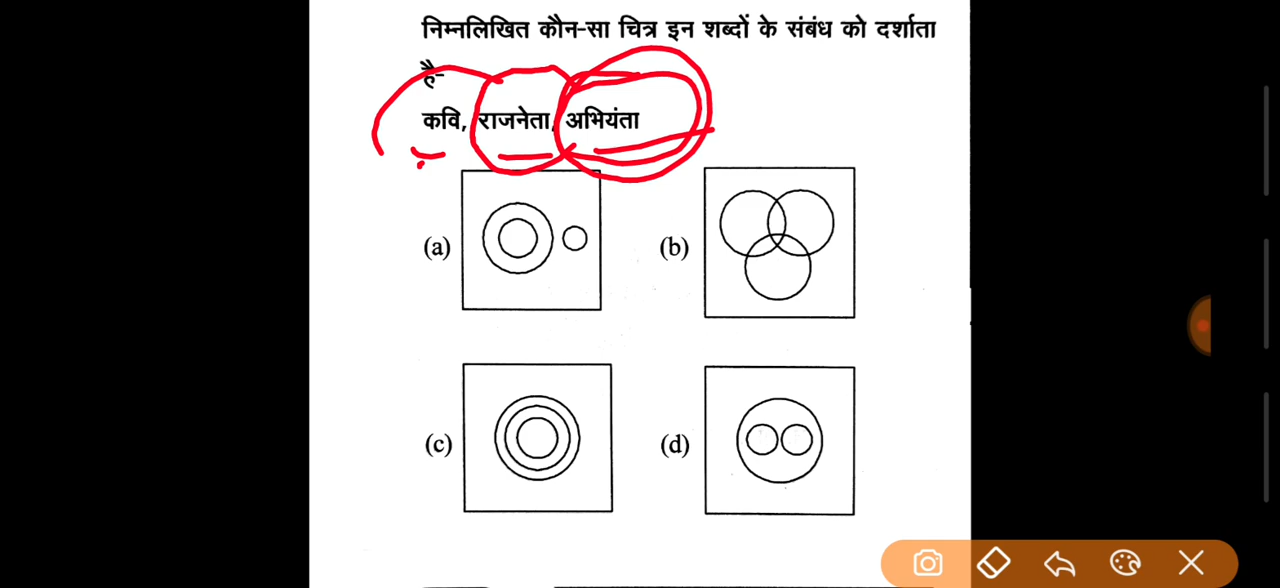 निम्नलिखित कौन-सा चित्र इन शब्दों के संबंध को दर्शाता
है-
कवि, राजनेता, अभियंता
(a)
(b)
(c)
(d)